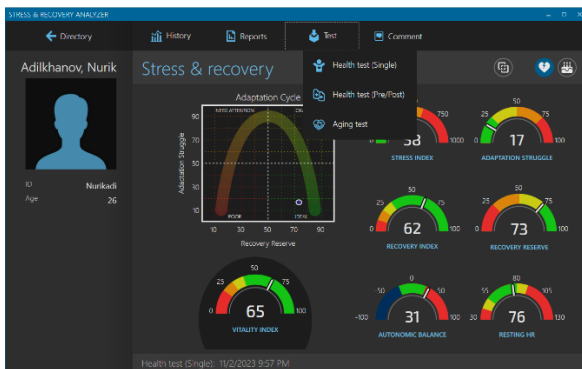 STRESS & RECOVERY ANALYZER
Directory
History
Reports
Test
Comment
Adilkhanov, Nurik
Stress & recovery
Health test (Single)
Health test (Pre/Post)
Aging test
Adaptation Cycle
NEED ATTENTION
90
70
50
30
10
Adaptation Struggle
POOR
IDEAL
10 30 50 70 90
Recovery Reserve
ID Nurikadi
Age 26
750
1000
58
STRESS INDEX
0 25 50 75 100
17
ADAPTATION STRUGGLE
0 25 50 75 100
62
RECOVERY INDEX
0 25 50 75 100
73
RECOVERY RESERVE
0 25 50 75 100
65
VITALITY INDEX
-100 -50 0 50 100
31
AUTONOMIC BALANCE
30 55 80 105 130
76
RESTING HR
Health test (Single): 11/2/2023 9:57 PM